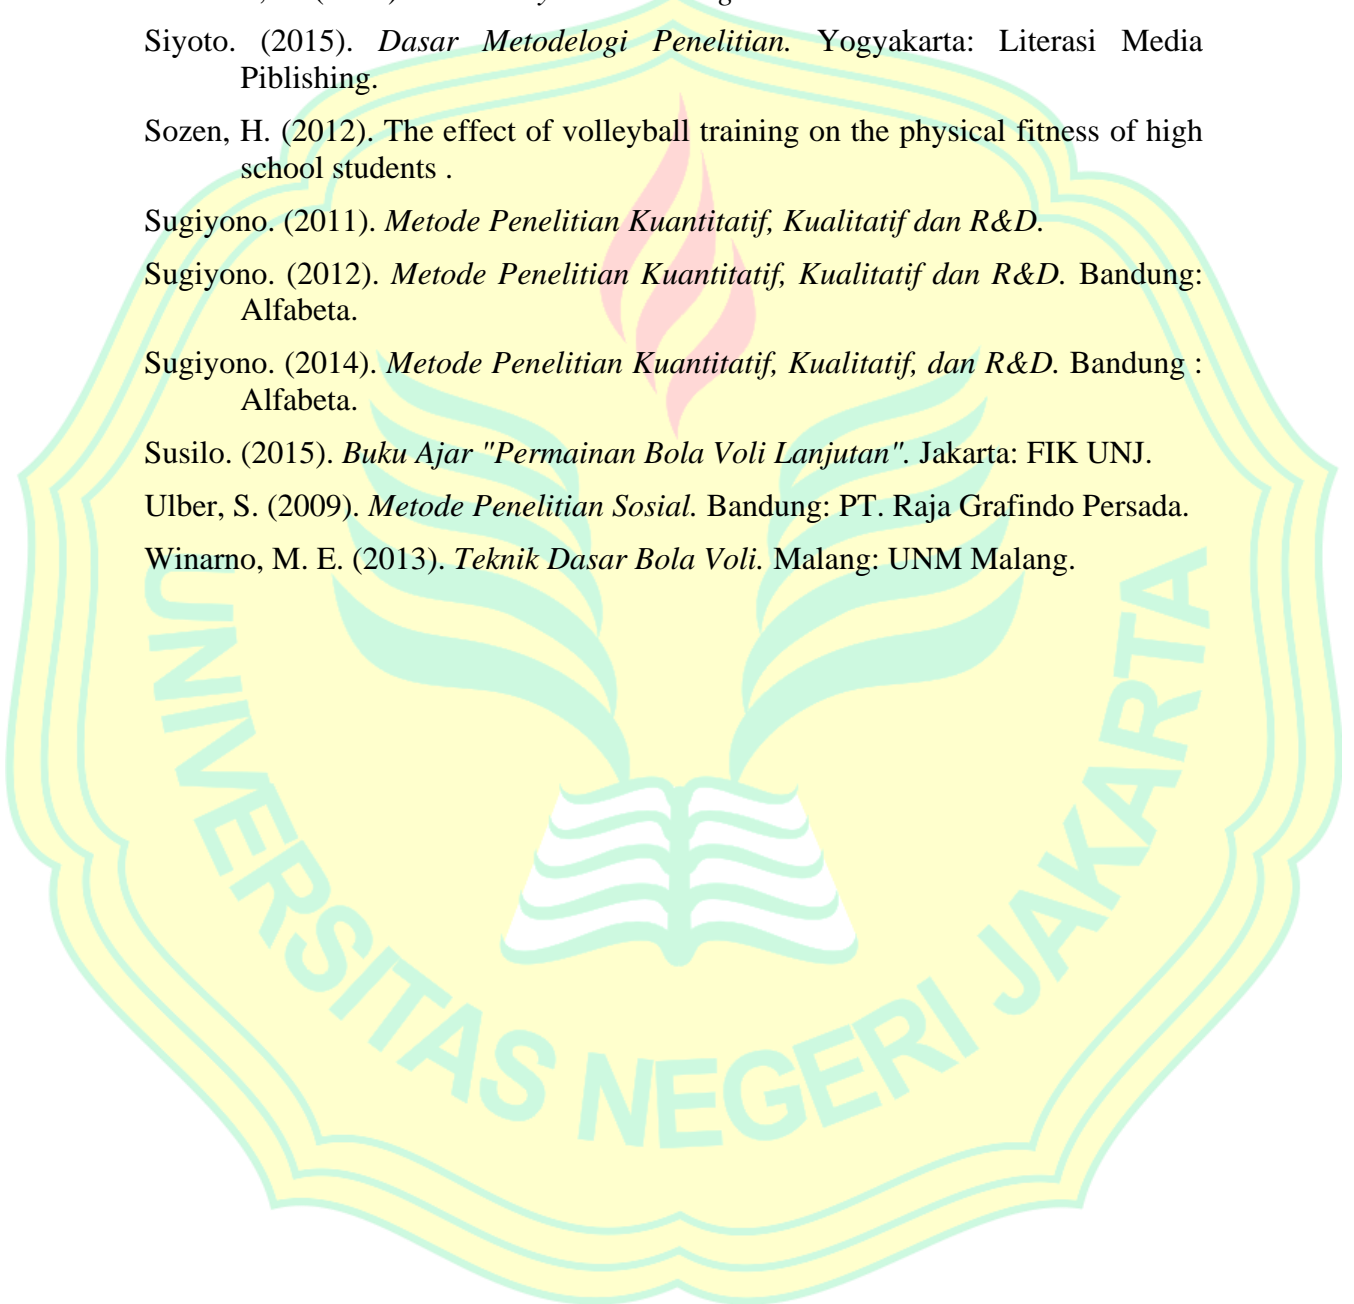 Siyoto. (2015). Dasar Metodelogi Penelitian. Yogyakarta: Literasi Media
Piblishing.
Sozen, H. (2012). The effect of volleyball training on the physical fitness of high
school students .
Sugiyono. (2011). Metode Penelitian Kuantitatif, Kualitatif dan R&D.
Sugiyono. (2012). Metode Penelitian Kuantitatif, Kualitatif dan R&D. Bandung:
Alfabeta.
Sugiyono. (2014). Metode Penelitian Kuantitatif, Kualitatif, dan R&D. Bandung :
Alfabeta.
Susilo. (2015). Buku Ajar "Permainan Bola Voli Lanjutan". Jakarta: FIK UNJ.
Ulber, S. (2009). Metode Penelitian Sosial. Bandung: PT. Raja Grafindo Persada.
Winarno, M. E. (2013). Teknik Dasar Bola Voli. Malang: UNM Malang.
UNIVERSITAS NEGERI JAKARTA